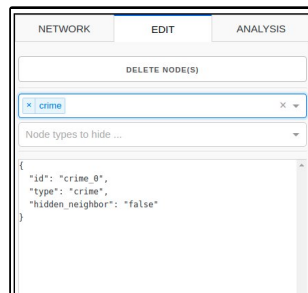 NETWORK EDIT ANALYSIS
DELETE NODE(S)
× crime × 
Node types to hide ...
{
  "id": "crime_0",
  "type": "crime",
  "hidden_neighbor": "false"
}